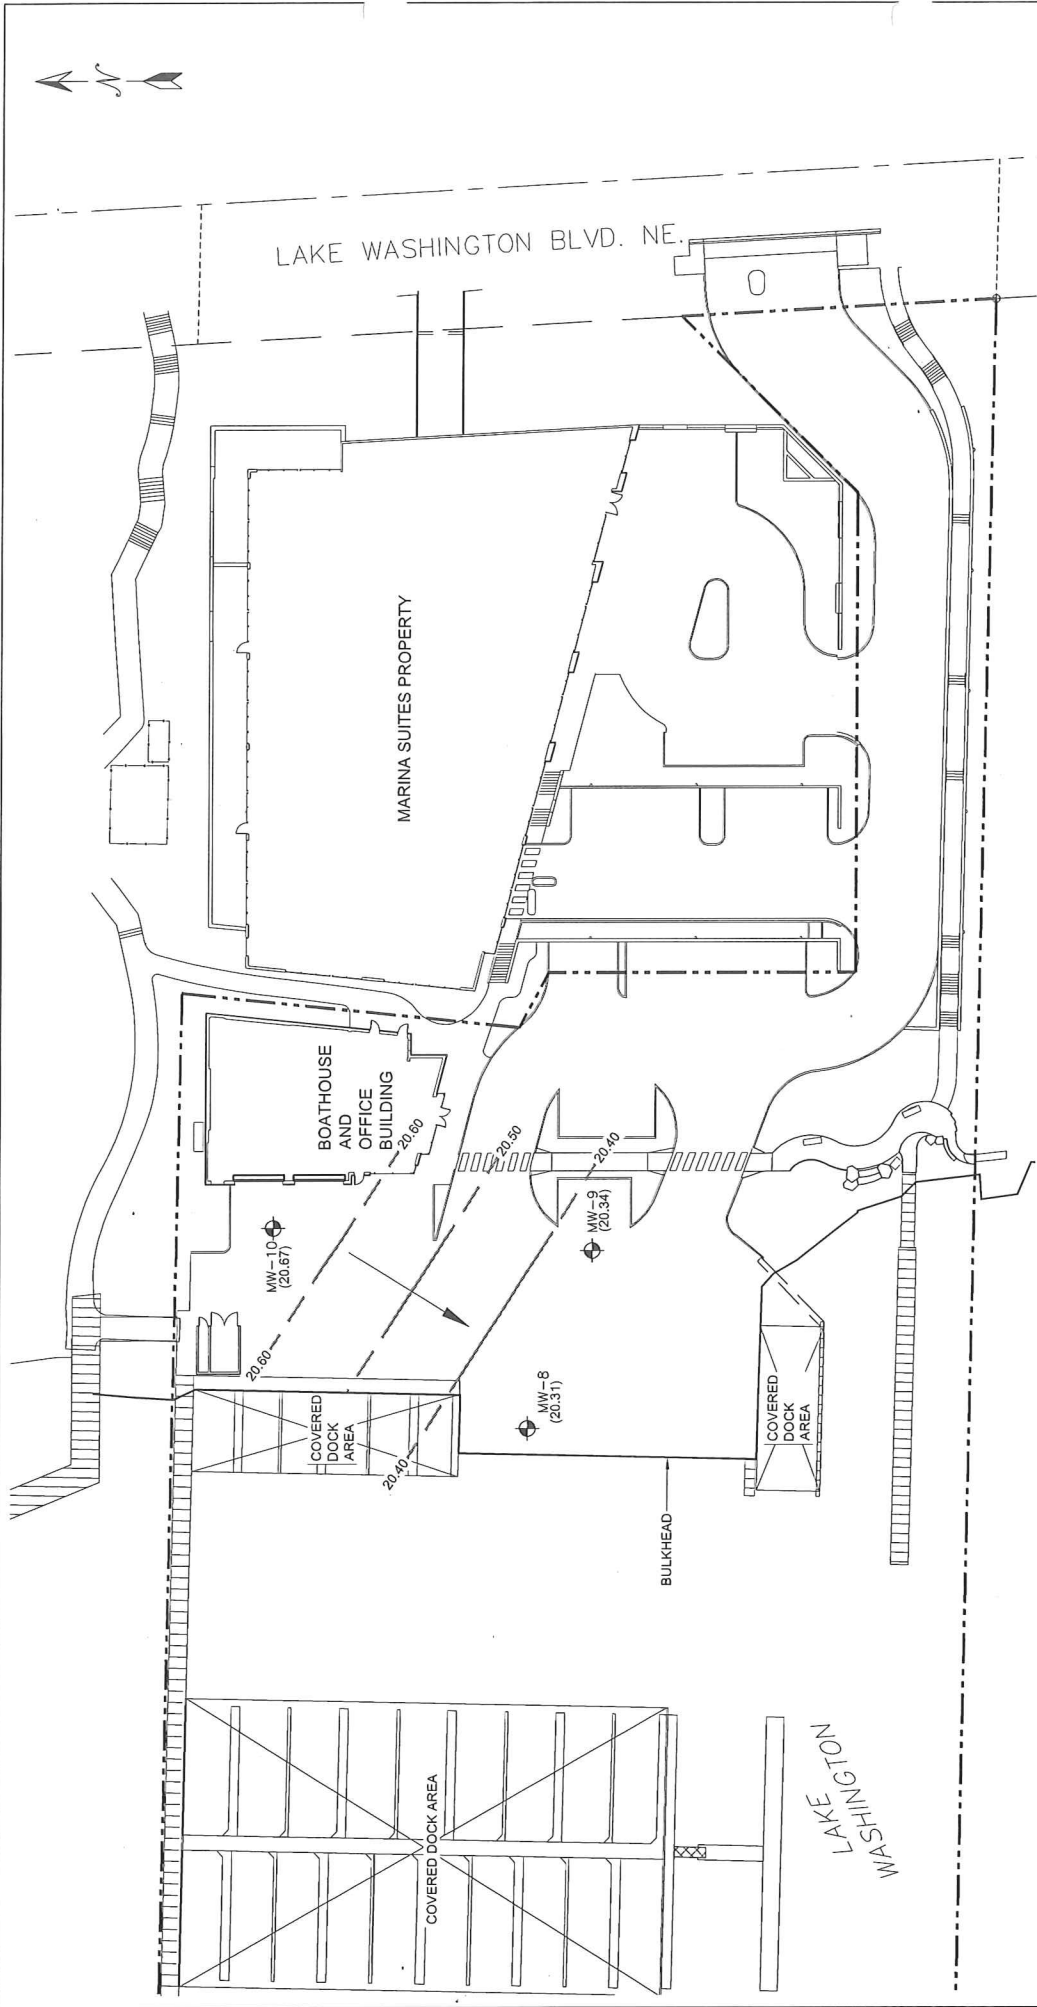 N
LAKE WASHINGTON BLVD. NE.
MARINA SUITES PROPERTY
BOATHOUSE
AND
OFFICE
BUILDING
20.60
20.50
20.40
MW-10
(20.67)
MW-9
(20.34)
20.60
MW-8
(20.31)
20.40
COVERED
DOCK
AREA
COVERED
DOCK
AREA
BULKHEAD
COVERED DOCK AREA
LAKE
WASHINGTON